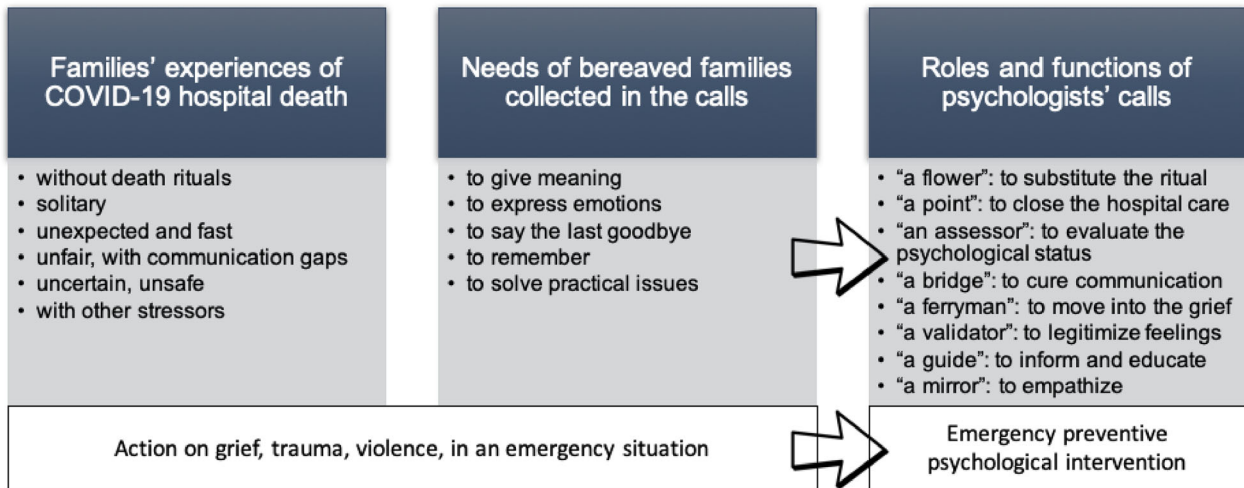 Families’ experiences of
COVID-19 hospital death
• without death rituals
• solitary
• unexpected and fast
• unfair, with communication gaps
• uncertain, unsafe
• with other stressors
Needs of bereaved families
collected in the calls
• to give meaning
• to express emotions
• to say the last goodbye
• to remember
• to solve practical issues
Roles and functions of
psychologists’ calls
• “a flower”: to substitute the ritual
• “a point”: to close the hospital care
• “an assessor”: to evaluate the
psychological status
• “a bridge”: to cure communication
• “a ferryman”: to move into the grief
• “a validator”: to legitimize feelings
• “a guide”: to inform and educate
• “a mirror”: to empathize
Action on grief, trauma, violence, in an emergency situation
Emergency preventive
psychological intervention